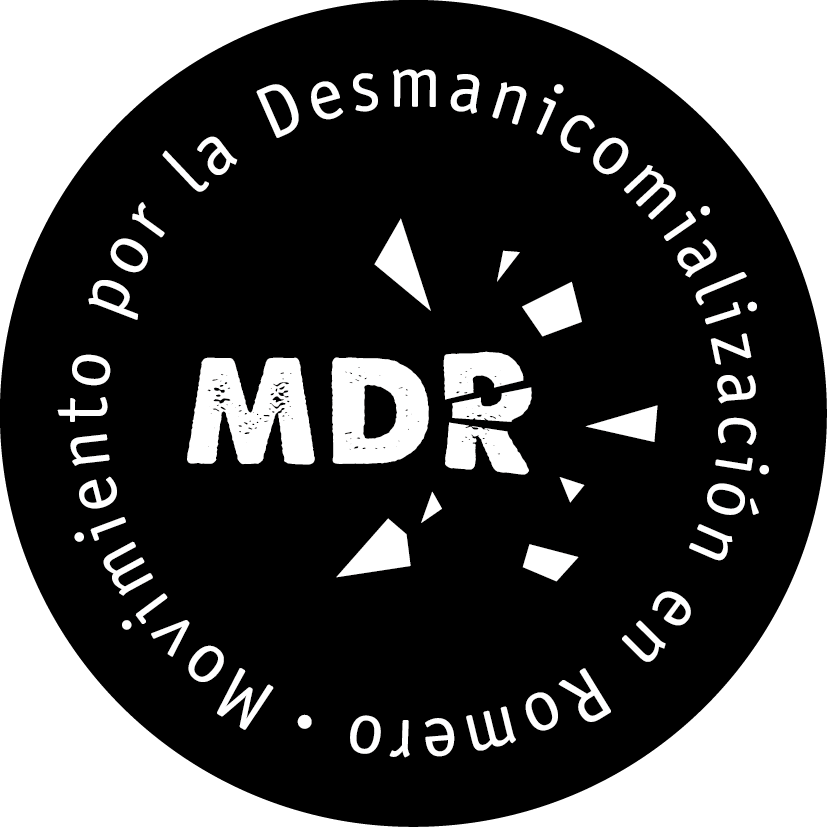 Movimiento por la Desmanicomialización en Romero •
MDR